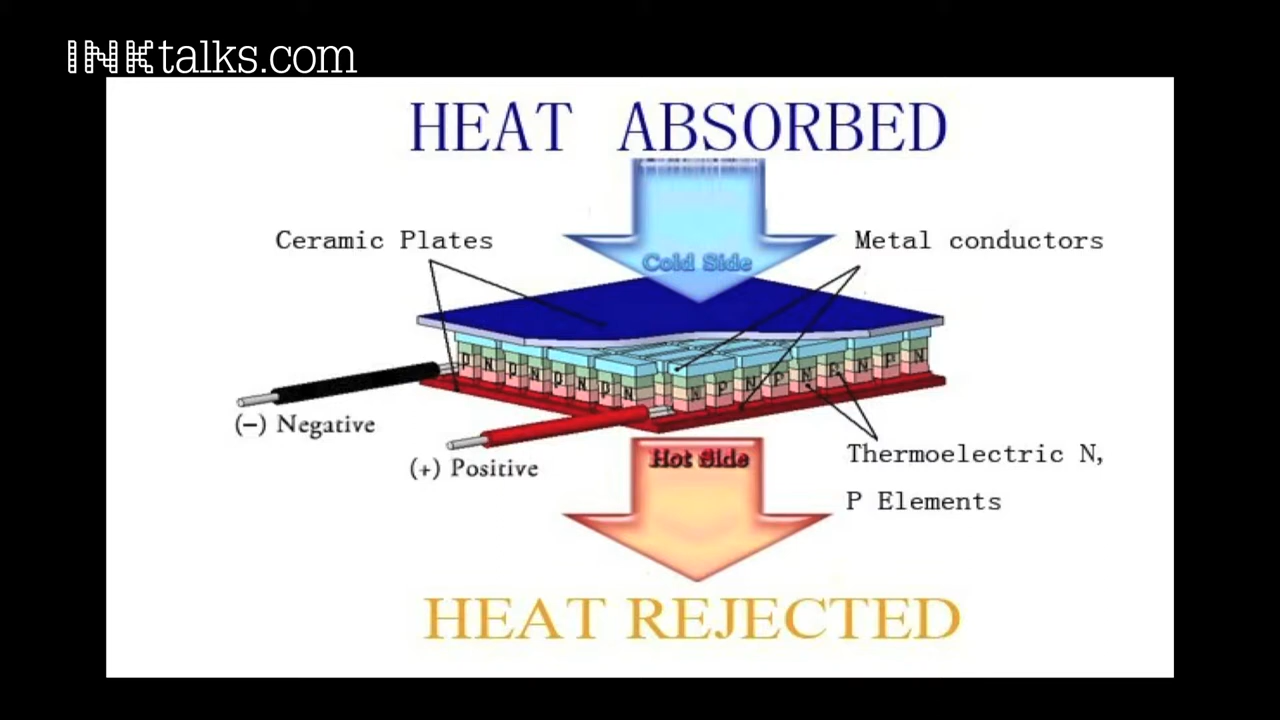 INKtalks.com
HEAT ABSORBED
Ceramic Plates
Cold Side
Metal conductors
P N P N P N P N
N P N P N P N P N
(−) Negative
(+) Positive
Hot Side
Thermoelectric N,
P Elements
HEAT REJECTED